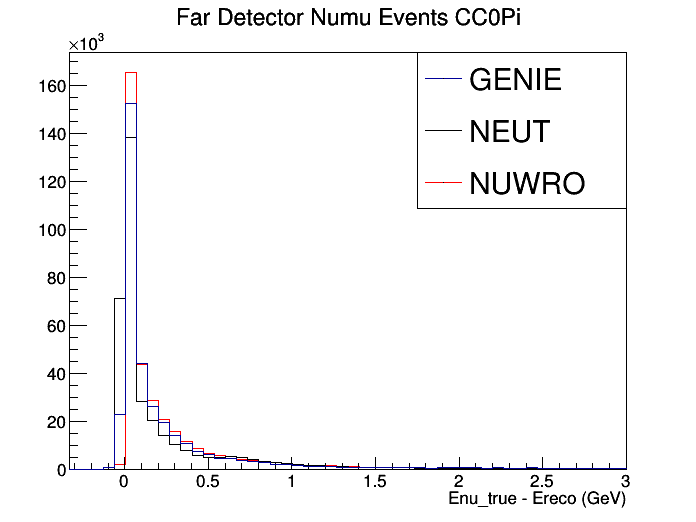 Far Detector Numu Events CC0Pi
×10³
160
140
120
100
80
60
40
20
0
GENIE
NEUT
NUWRO
0 0.5 1 1.5 2 2.5 3
Enu_true - Ereco (GeV)